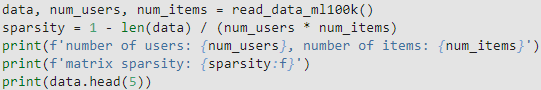 data, num_users, num_items = read_data_ml100k()
sparsity = 1 - len(data) / (num_users * num_items)
print(f'number of users: {num_users}, number of items: {num_items}')
print(f'matrix sparsity: {sparsity:f}')
print(data.head(5))